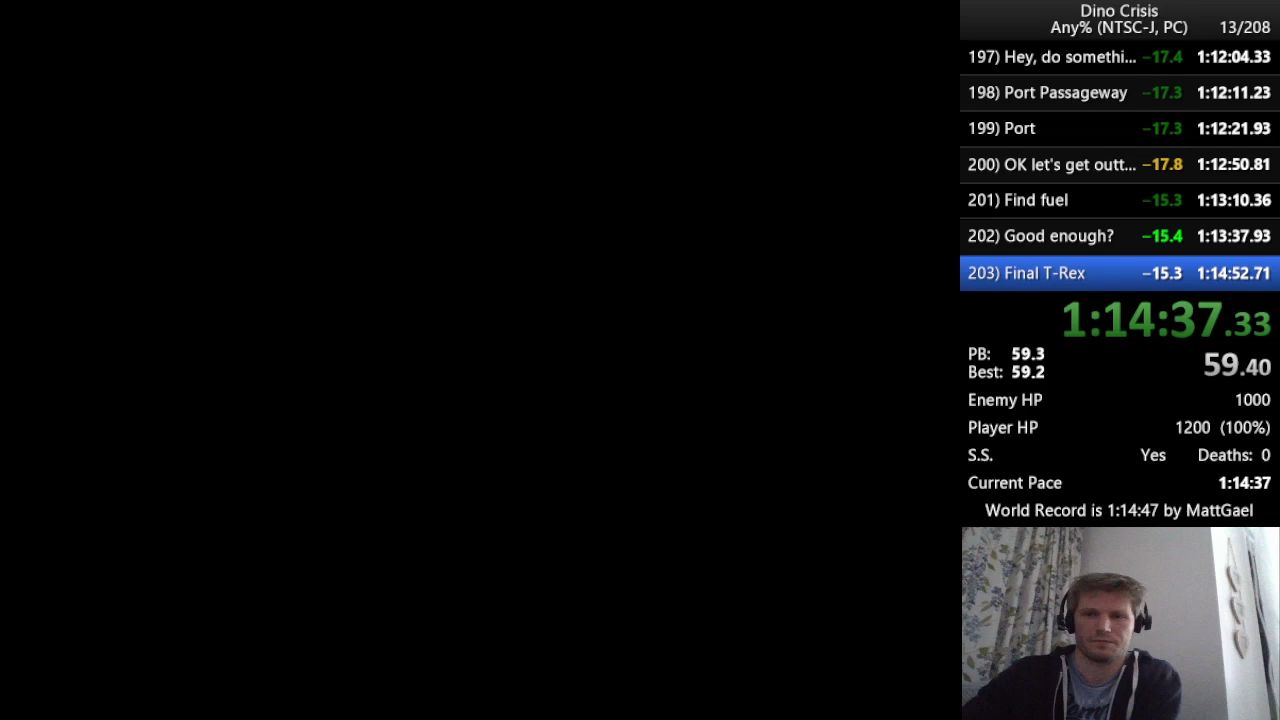 Dino Crisis
Any% (NTSC-J, PC) 13/208
197) Hey, do somethi... −17.4 1:12:04.33
198) Port Passageway −17.3 1:12:11.23
199) Port −17.3 1:12:21.93
200) OK let's get outt... −17.8 1:12:50.81
201) Find fuel −15.3 1:13:10.36
202) Good enough? −15.4 1:13:37.93
203) Final T-Rex −15.3 1:14:52.71
1:14:37.33
PB: 59.3
Best: 59.2
59.40
Enemy HP 1000
Player HP 1200 (100%)
S.S. Yes Deaths: 0
Current Pace 1:14:37
World Record is 1:14:47 by MattGael